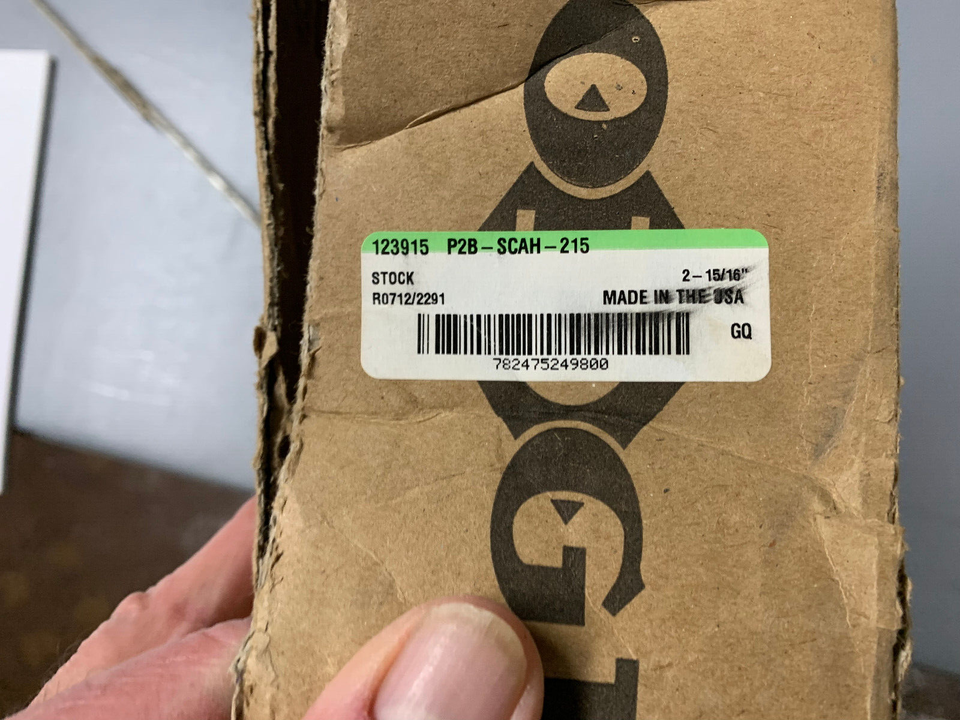 123915 P2B-SCAH-215
STOCK
2-15/16"
R0712/2291
MADE IN THE USA
GQ
782475249800